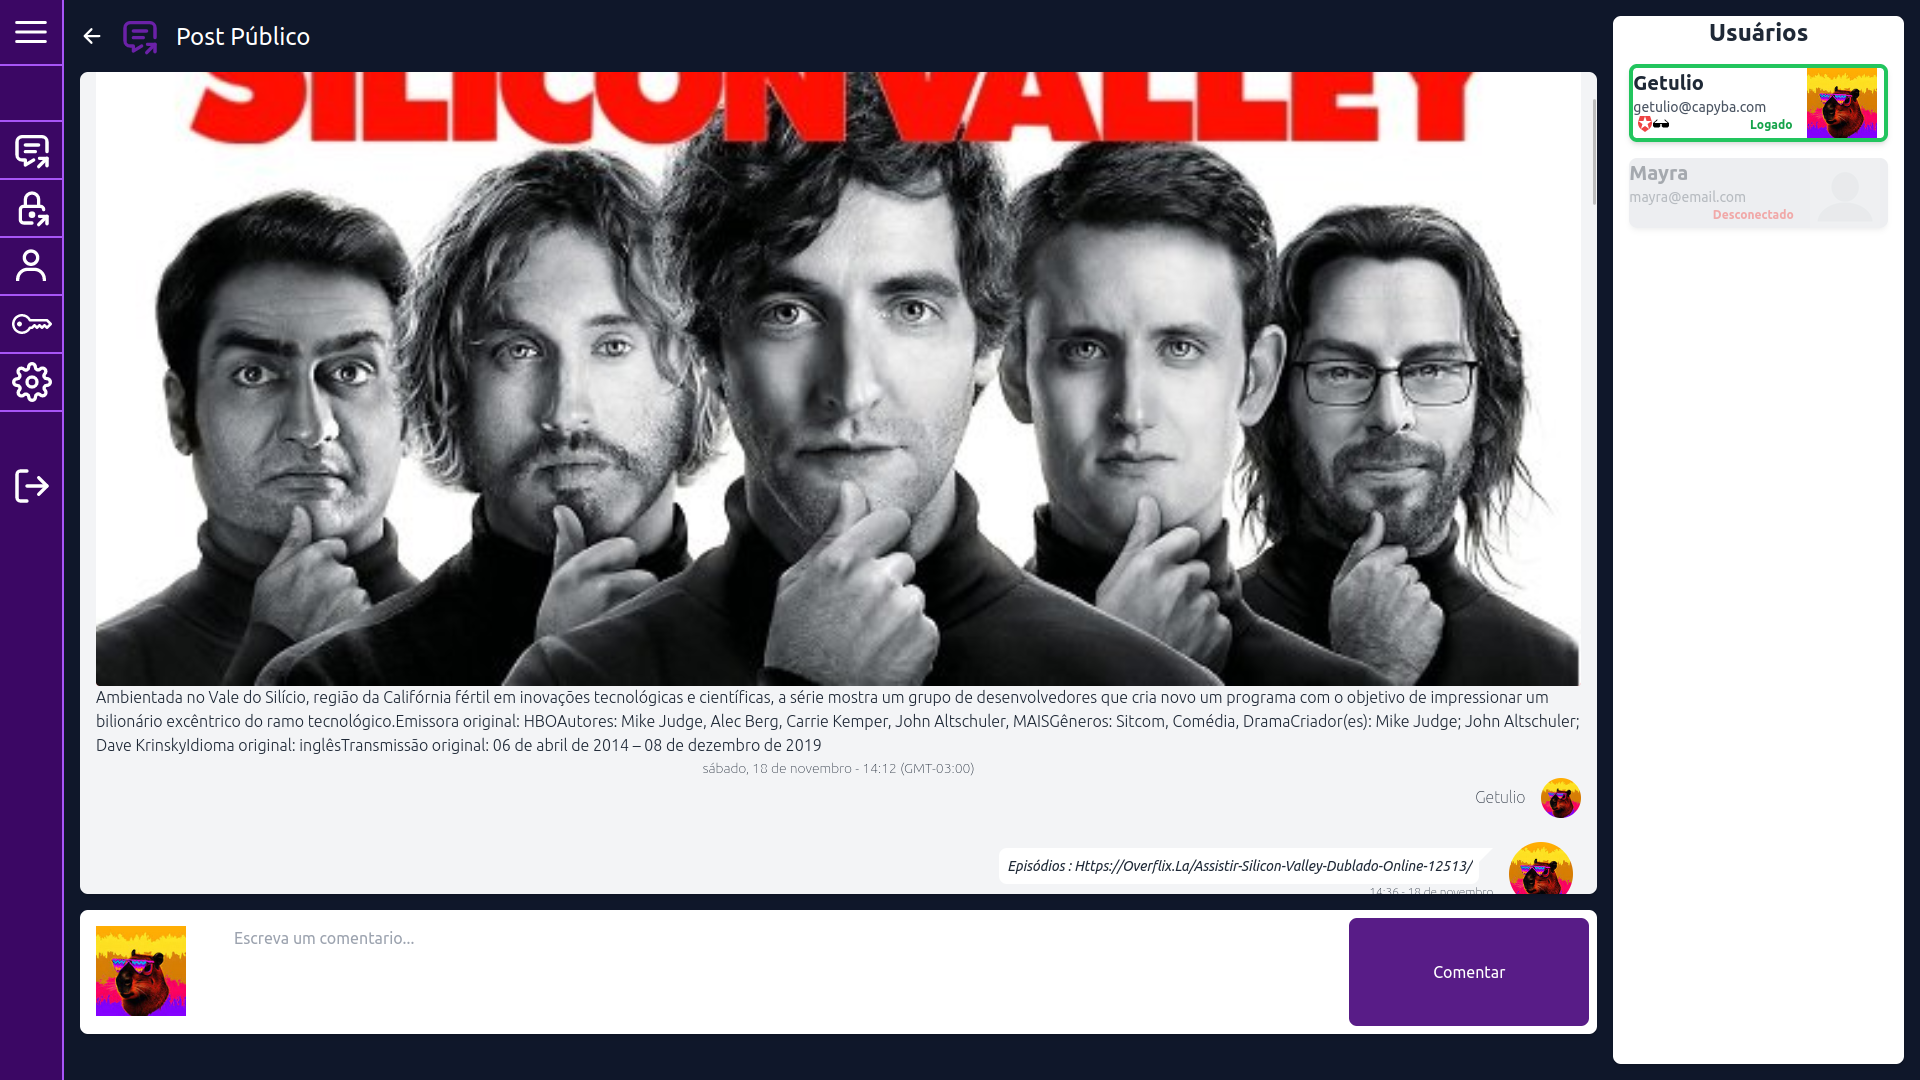 Post Público
SILICON VALLEY
Ambientada no Vale do Silício, região da Califórnia fértil em inovações tecnológicas e científicas, a série mostra um grupo de desenvolvedores que cria novo um programa com o objetivo de impressionar um
bilionário excêntrico do ramo tecnológico.Emissora original: HBOAutores: Mike Judge, Alec Berg, Carrie Kemper, John Altschuler, MAISGêneros: Sitcom, Comédia, DramaCriador(es): Mike Judge; John Altschuler;
Dave KrinskyIdioma original: inglêsTransmissão original: 06 de abril de 2014 – 08 de dezembro de 2019
sábado, 18 de novembro - 14:12 (GMT-03:00)
Getulio
Episódios : Https://Overflix.La/Assistir-Silicon-Valley-Dublado-Online-12513/
14:36 - 18 de novembro
Escreva um comentario...
Comentar
Usuários
Getulio
getulio@capyba.com
Logado
Mayra
mayra@email.com
Desconectado